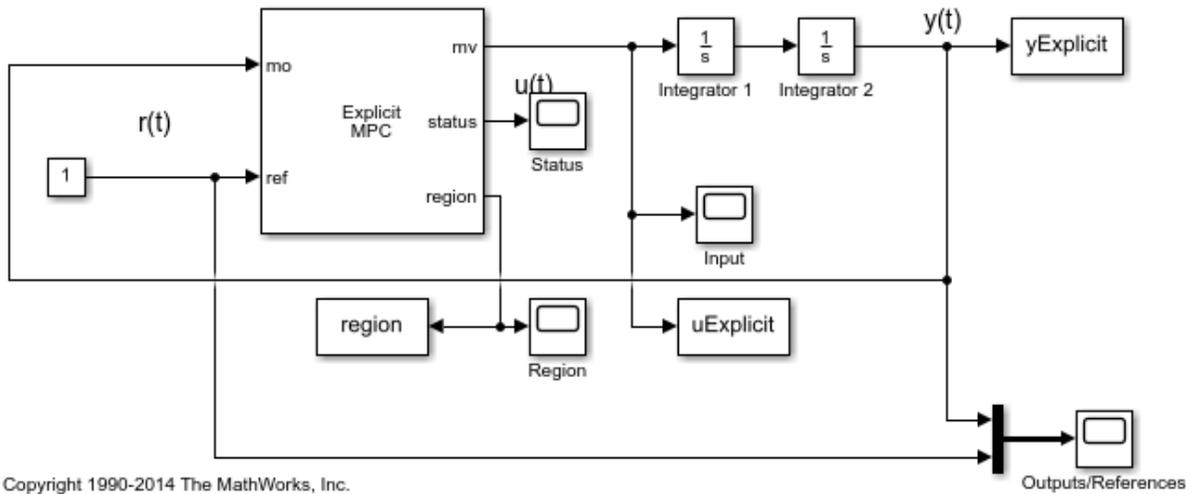 y(t)
mv
1
s
1
s
yExplicit
mo
Integrator 1
Integrator 2
u(t)
Explicit
MPC
r(t)
status
Status
1
ref
region
Input
region
uExplicit
Region
Outputs/References
Copyright 1990-2014 The MathWorks, Inc.